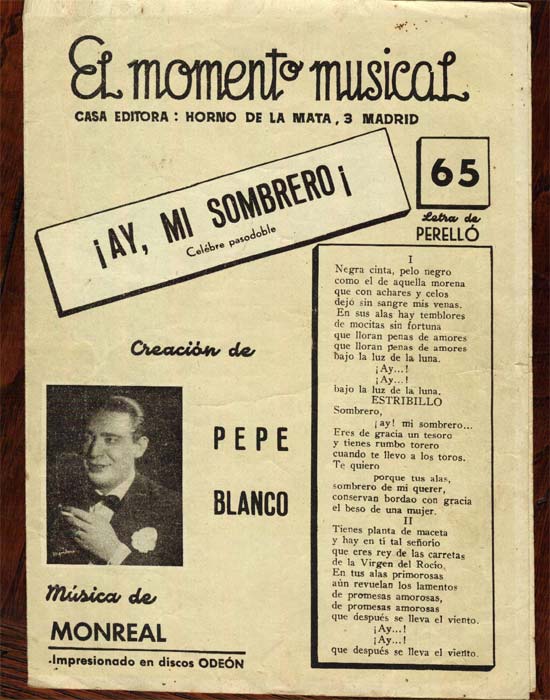 El momento musical
CASA EDITORA: HORNO DE LA MATA, 3 MADRID
¡AY, MI SOMBRERO¡
Celébre pasodoble
65
Letra de
PERELLÓ
Creación de
PEPE
BLANCO
Música de
MONREAL
.Impresionado en discos ODEÓN
I
Negra cinta, pelo negro
como el de aquella morena
que con achares y celos
dejó sin sangre mis venas.
En sus alas hay temblores
de mocitas sin fortuna
que lloran penas de amores
que lloran penas de amores
bajo la luz de la luna.
¡Ay...!
¡Ay...!
bajo la luz de la luna.
ESTRIBILLO
Sombrero,
¡ay! mi sombrero...
Eres de gracia un tesoro
y tienes rumbo torero
cuando te llevo a los toros.
Te quiero
porque tus alas,
sombrero de mi querer,
conservan bordao con gracia
el beso de una mujer.
II
Tienes planta de maceta
y hay en ti tal señorío
que eres rey de las carretas
de la Virgen del Rocío.
En tus alas primorosas
aún revuelan los lamentos
de promesas amorosas,
de promesas amorosas
que después se lleva el viento.
¡Ay...!
¡Ay...!
que después se lleva el viento.